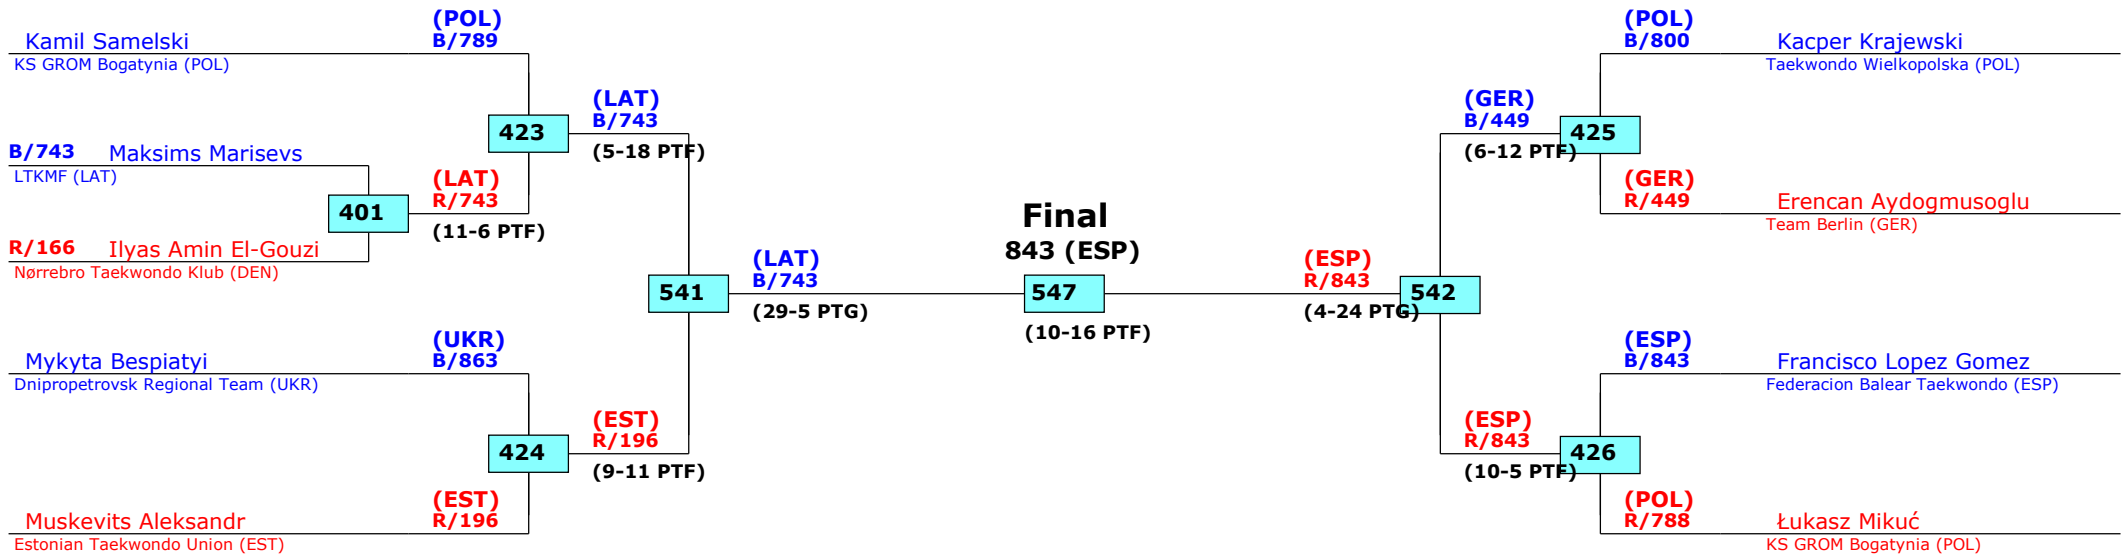 (POL)
Kamil Samelski B/789
KS GROM Bogatynia (POL)
(LAT)
423 B/743
(5-18 PTF)
B/743 Maksims Marisevs
LTKMF (LAT)
(LAT)
401 R/743
(11-6 PTF)
R/166 Ilyas Amin El-Gouzi
Nørrebro Taekwondo Klub (DEN)
(LAT)
541 B/743
(29-5 PTG)
(UKR)
Mykyta Bespiatyi B/863
Dnipropetrovsk Regional Team (UKR)
(EST)
424 R/196
(9-11 PTF)
(EST)
Muskevits Aleksandr R/196
Estonian Taekwondo Union (EST)
Final
843 (ESP)
547
(10-16 PTF)
(POL)
B/800 Kacper Krajewski
Taekwondo Wielkopolska (POL)
(GER)
B/449 425
(6-12 PTF)
(GER)
R/449 Erencan Aydogmusoglu
Team Berlin (GER)
(ESP)
R/843 542
(4-24 PTG)
(ESP)
B/843 Francisco Lopez Gomez
Federacion Balear Taekwondo (ESP)
(ESP)
R/843 426
(10-5 PTF)
(POL)
R/788 Łukasz Mikuć
KS GROM Bogatynia (POL)